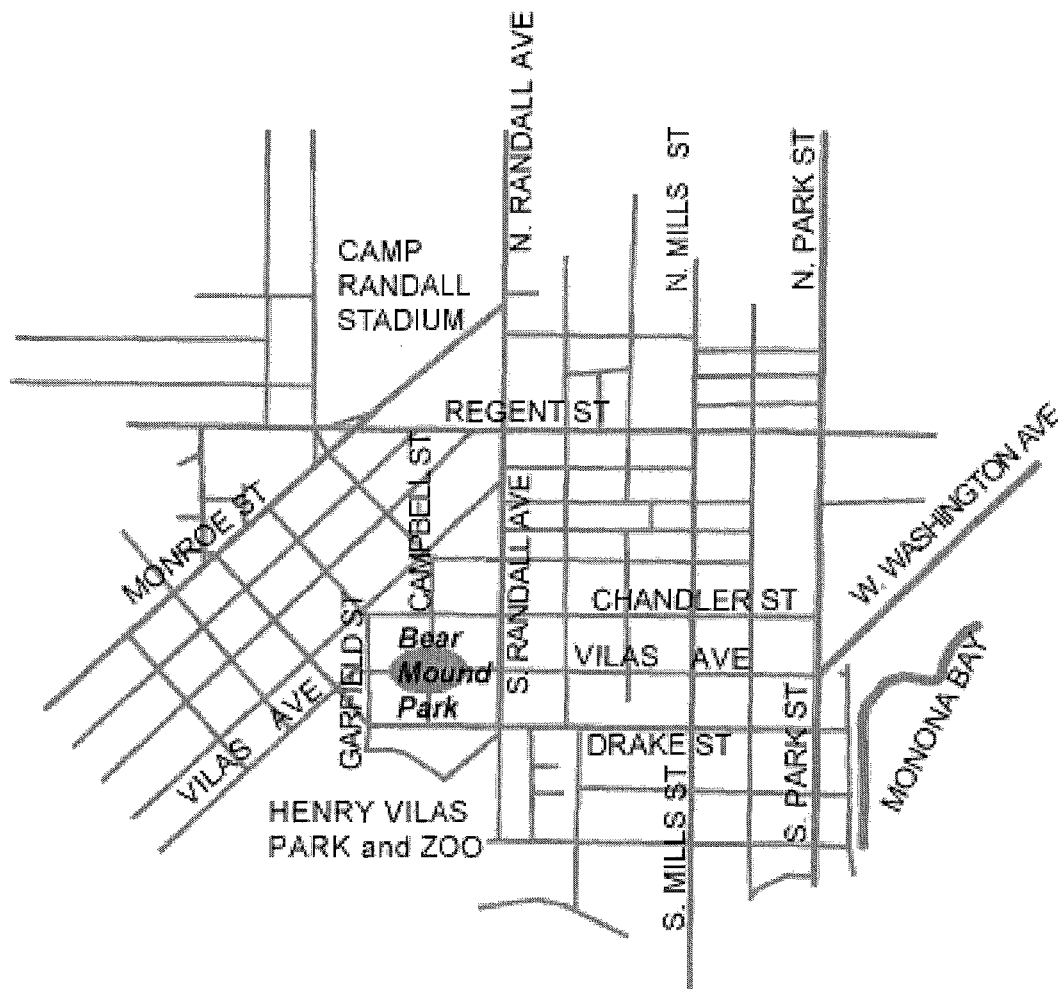 N. RANDALL AVE
N. MILLS ST
N. PARK ST
CAMP
RANDALL
STADIUM
REGENT ST
CAMPBELL ST
MONROE ST
S. RANDALL AVE
W. WASHINGTON AVE
CHANDLER ST
GARFIELD ST
Bear
Mound
Park
VILAS AVE
VILAS AVE
DRAKE ST
S. PARK ST
MONONA BAY
HENRY VILAS
PARK and ZOO
S. MILLS ST